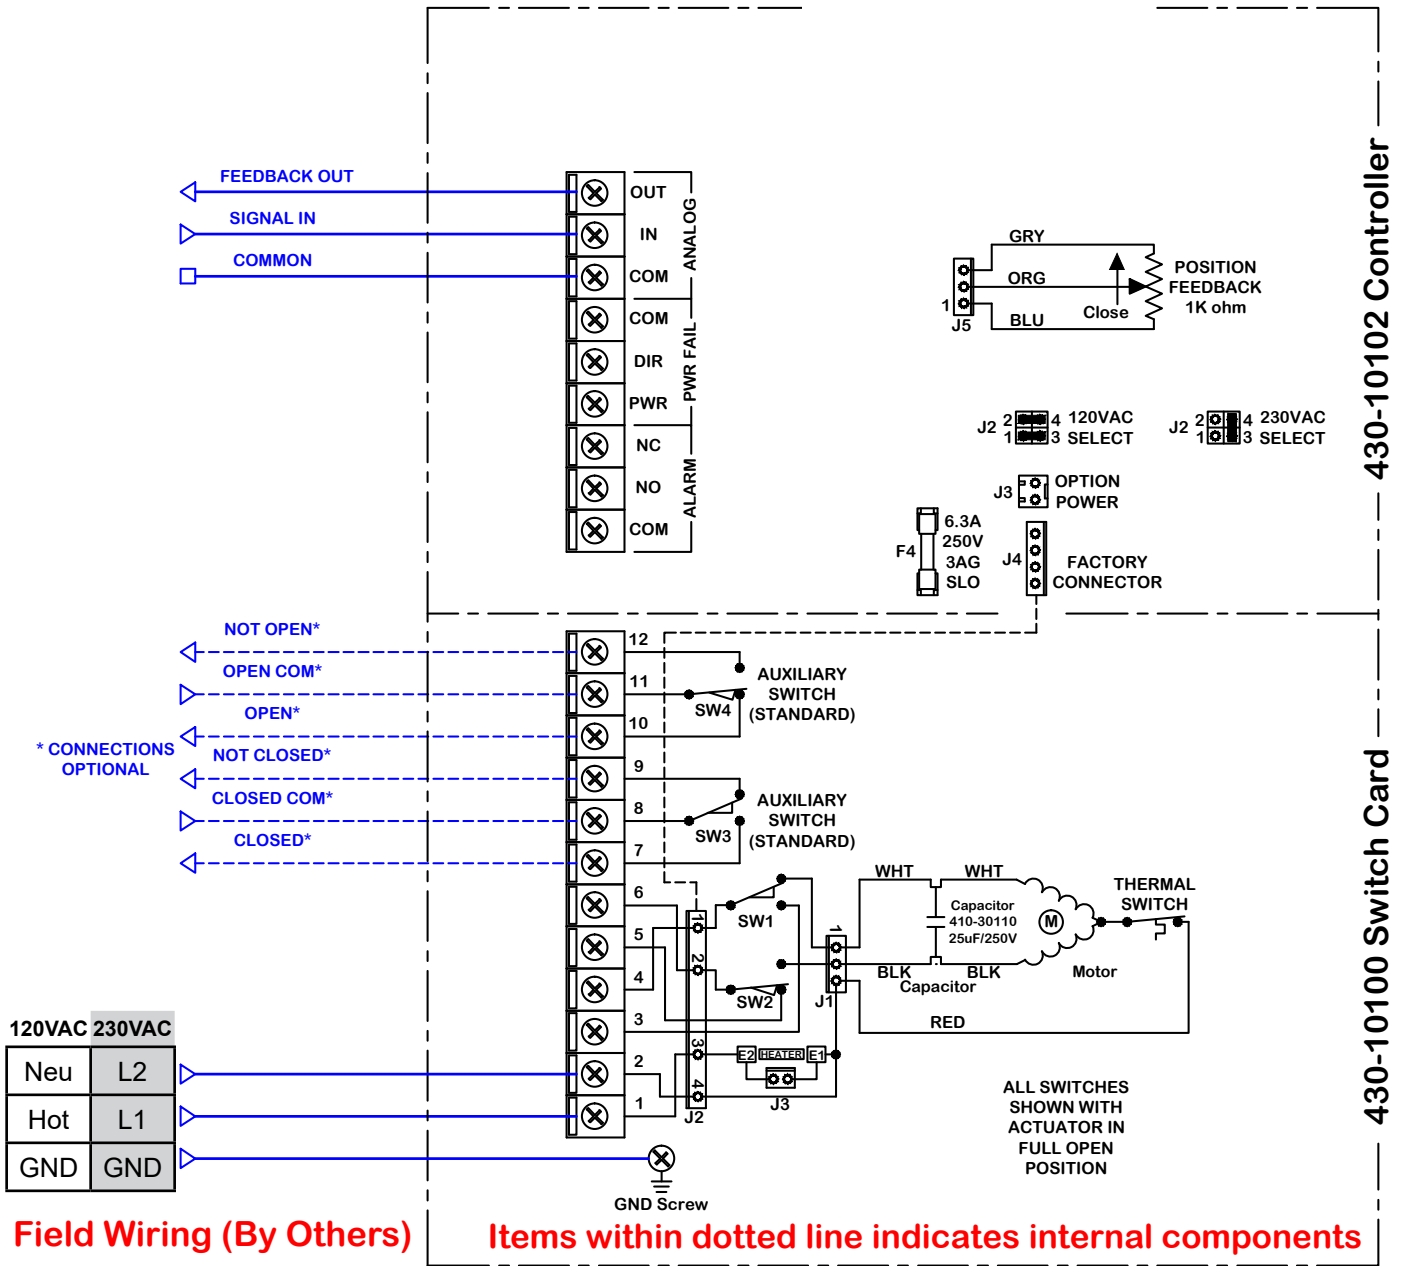 FEEDBACK OUT
SIGNAL IN
COMMON
OUT
IN
COM
ANALOG
COM
DIR
PWR
PWR FAIL
NC
NO
COM
ALARM
GRY
ORG
BLU
1
J5
Close
POSITION
FEEDBACK
1K ohm
J2
2
1
4
3
120VAC
SELECT
J2
2
1
4
3
230VAC
SELECT
J3
OPTION
POWER
F4
6.3A
250V
3AG
SLO
J4
FACTORY
CONNECTOR
430-10102 Controller
NOT OPEN*
OPEN COM*
OPEN*
NOT CLOSED*
CLOSED COM*
CLOSED*
* CONNECTIONS
OPTIONAL
12
11
10
9
8
7
6
5
4
3
2
1
SW4
AUXILIARY
SWITCH
(STANDARD)
SW3
AUXILIARY
SWITCH
(STANDARD)
SW1
SW2
1
2
3
4
J2
1
J1
E2
HEATER
E1
J3
WHT
WHT
Capacitor
410-30110
25uF/250V
M
BLK
BLK
Capacitor
Motor
THERMAL
SWITCH
RED
ALL SWITCHES
SHOWN WITH
ACTUATOR IN
FULL OPEN
POSITION
430-10100 Switch Card
120VAC 230VAC
Neu L2
Hot L1
GND GND
GND Screw
Field Wiring (By Others)
Items within dotted line indicates internal components